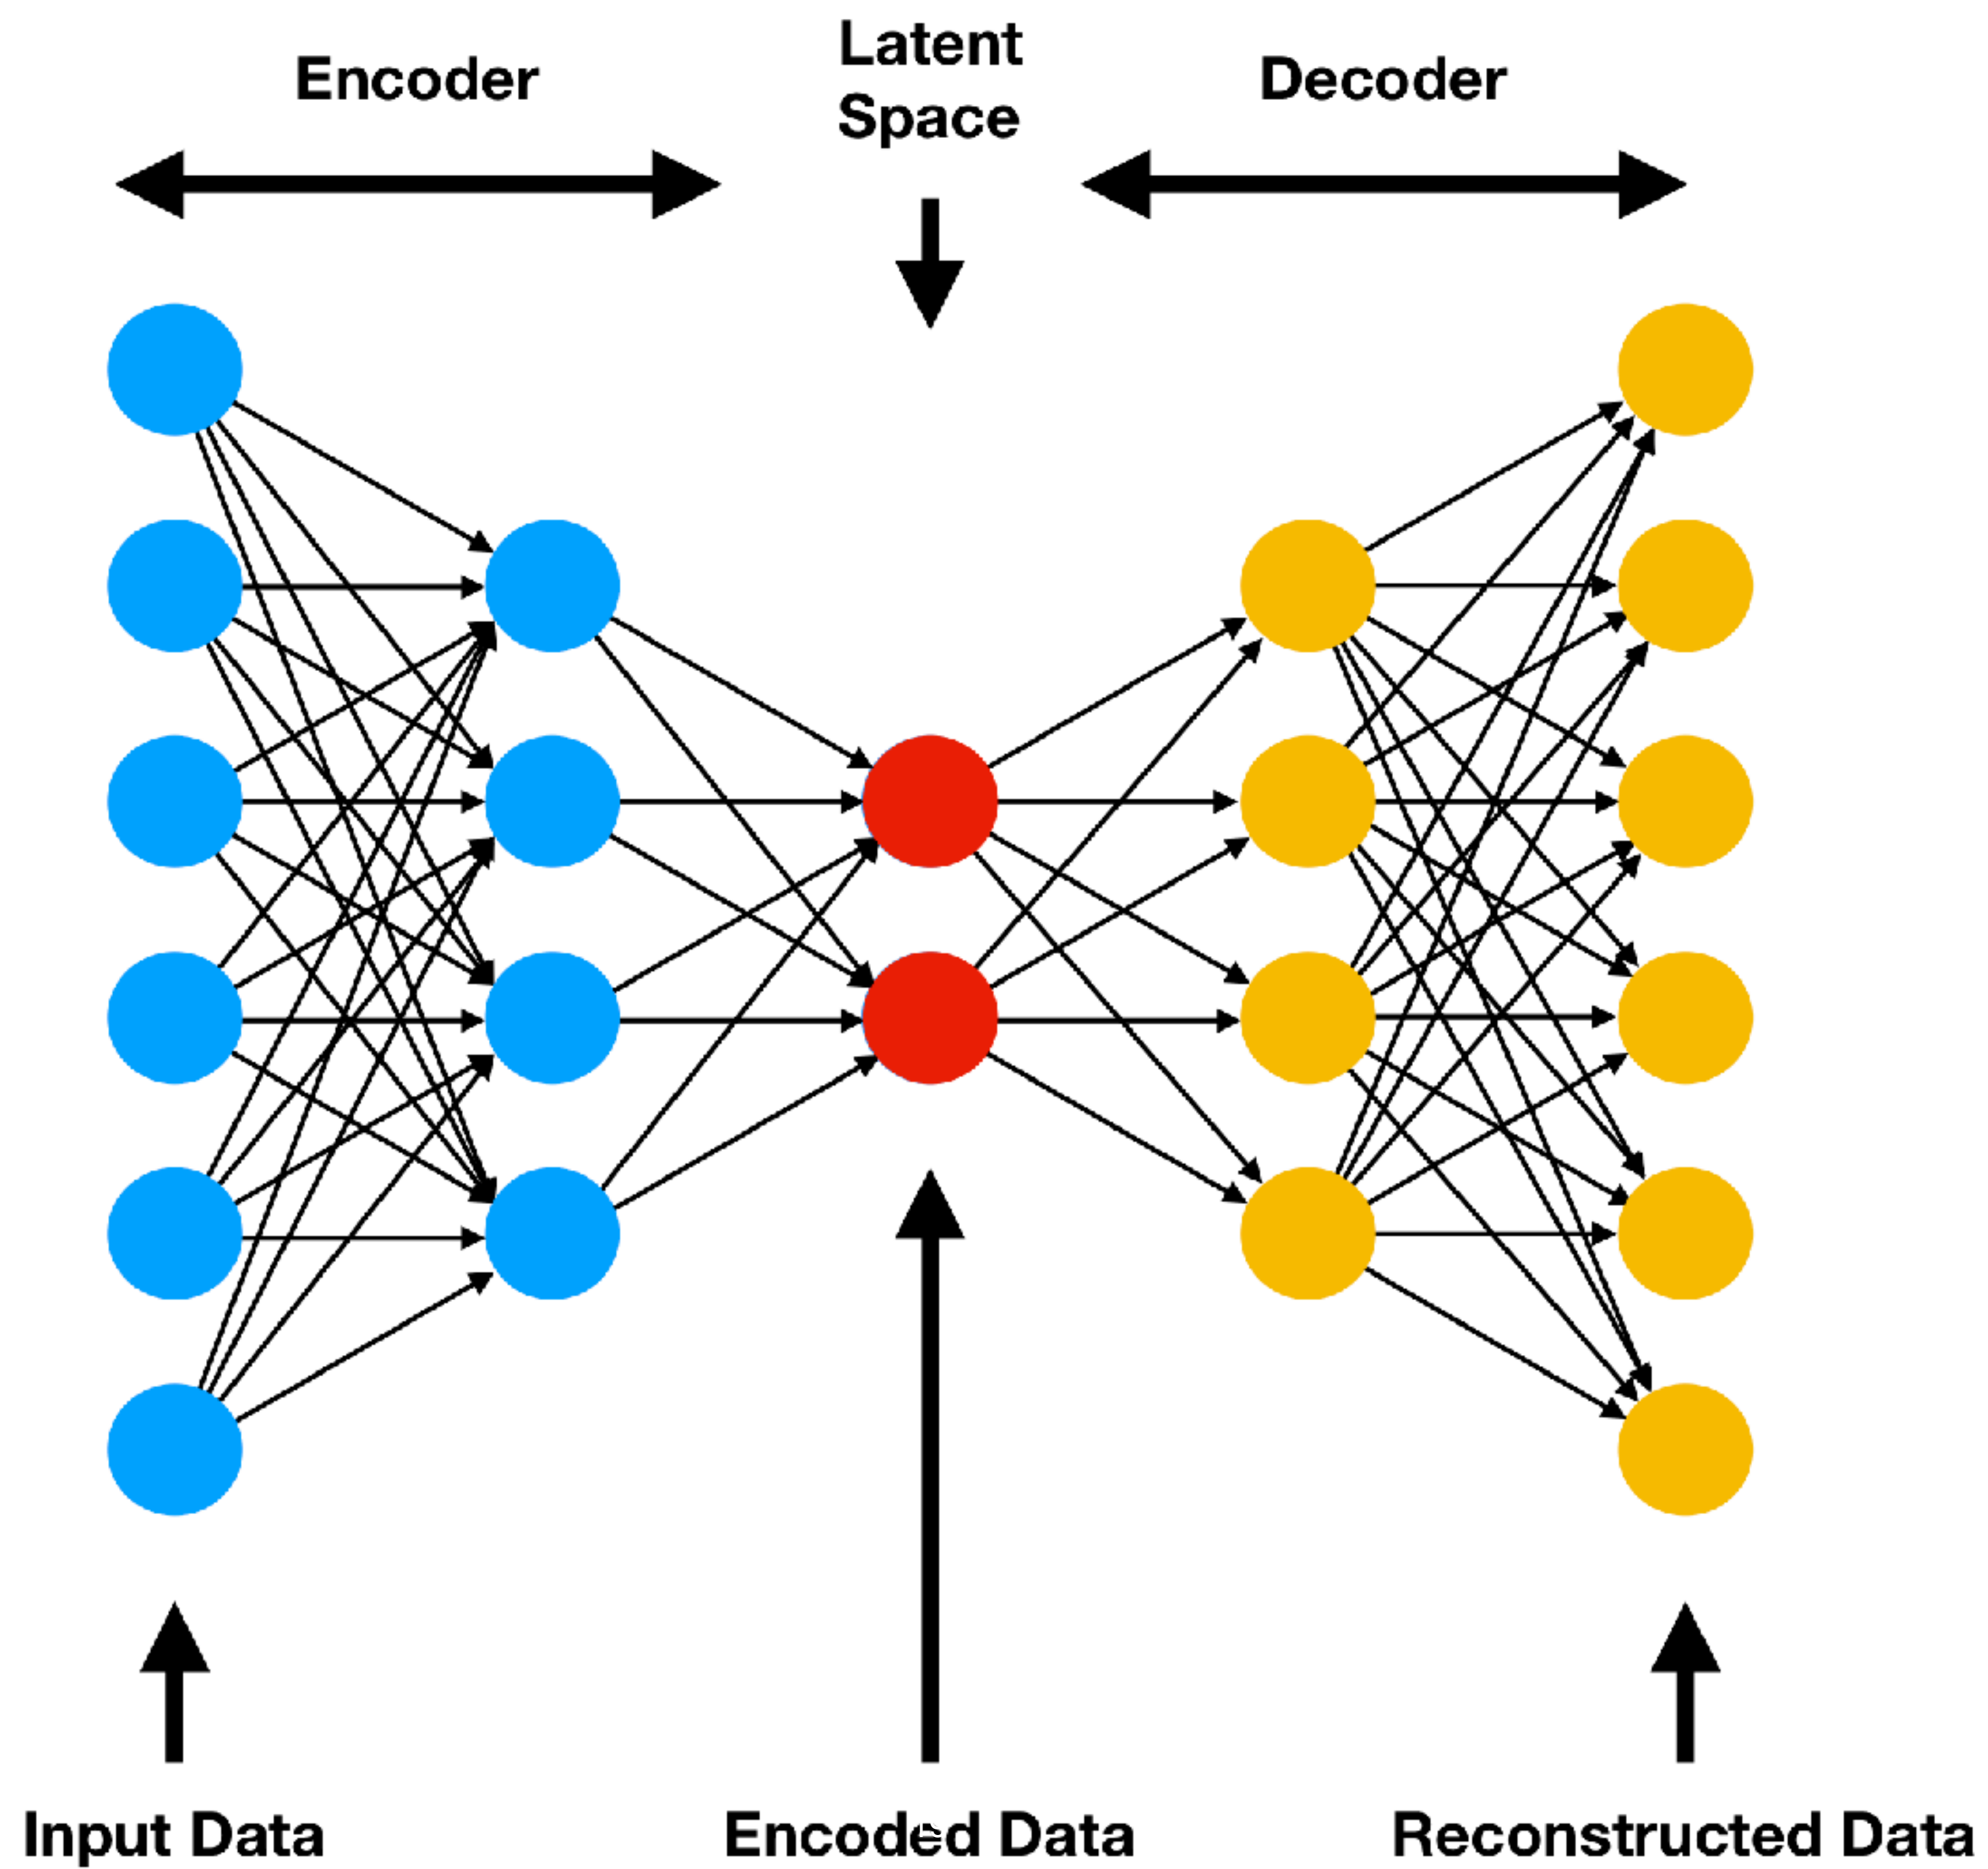 Encoder
Latent
Space
Decoder
Input Data
Encoded Data
Reconstructed Data